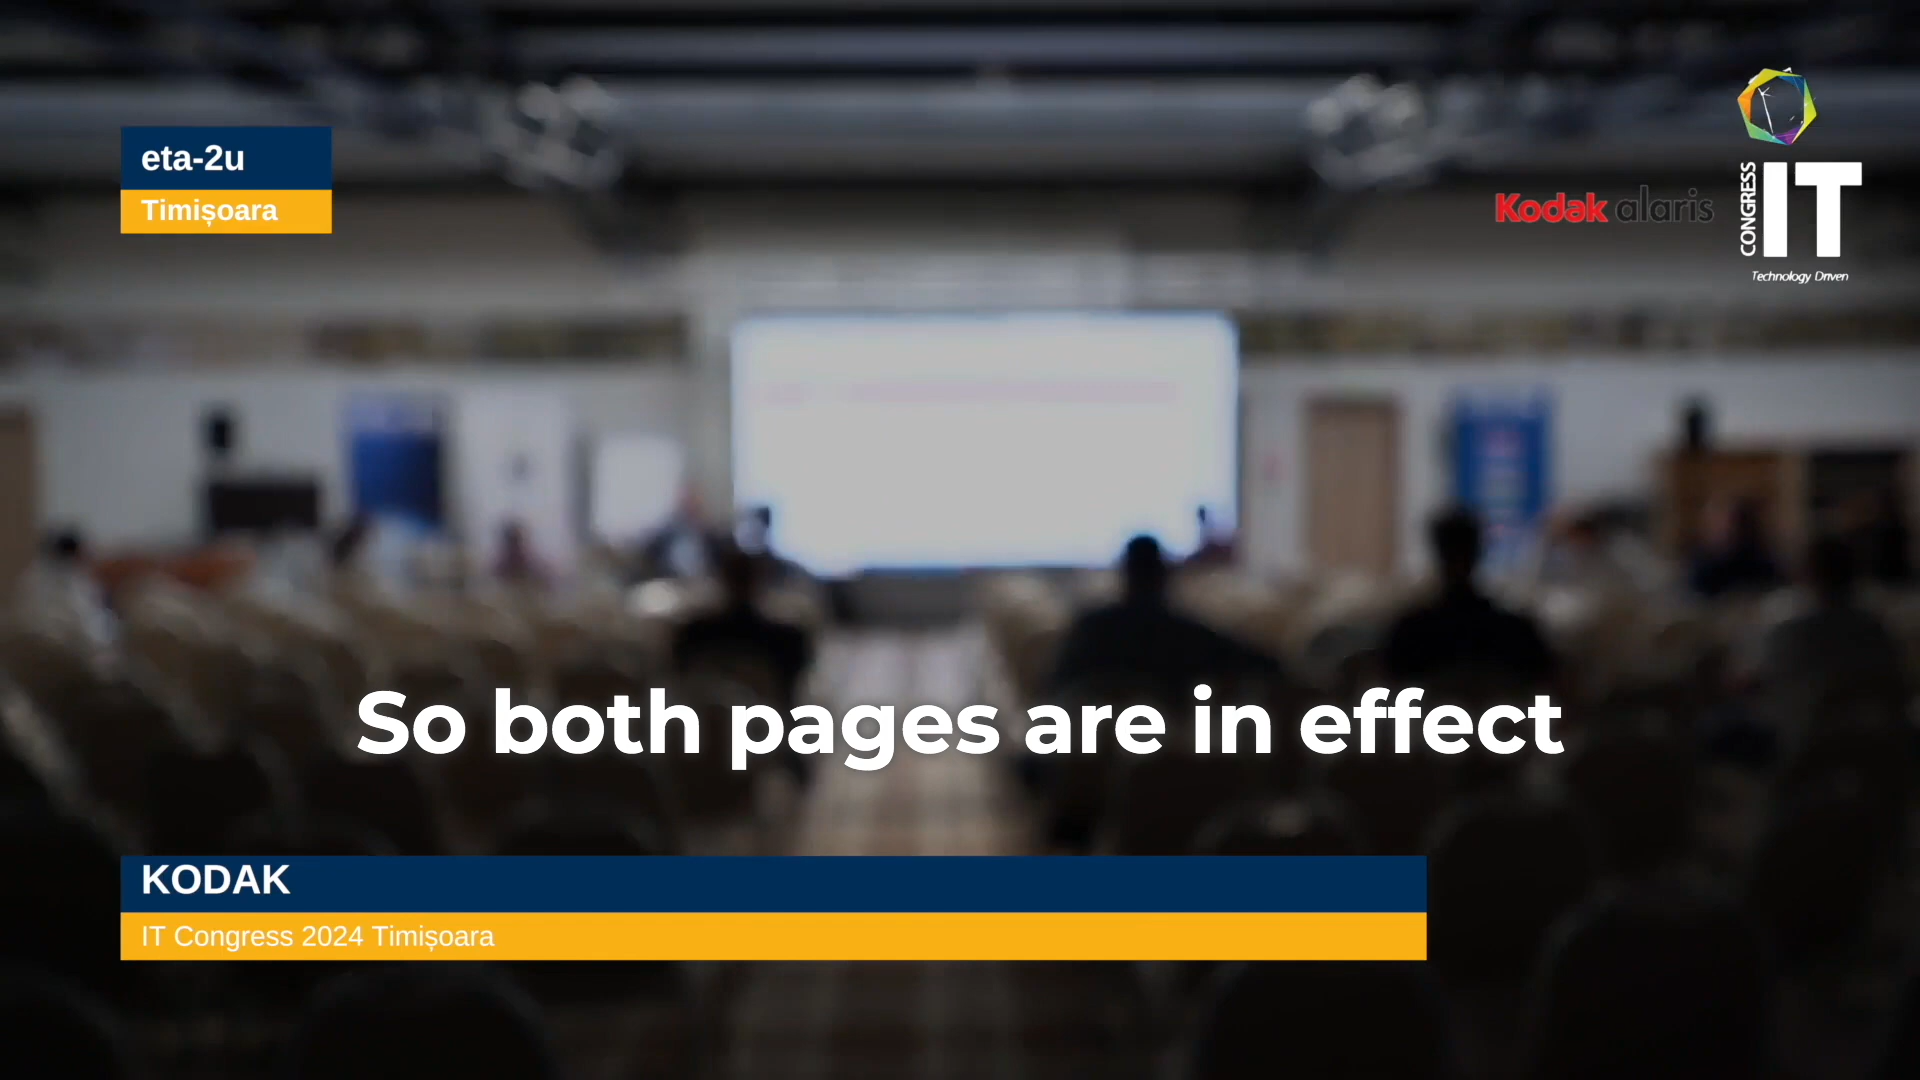 eta-2u
Timișoara
Kodak alaris
CONGRESS
IT
Technology Driven
So both pages are in effect
KODAK
IT Congress 2024 Timișoara